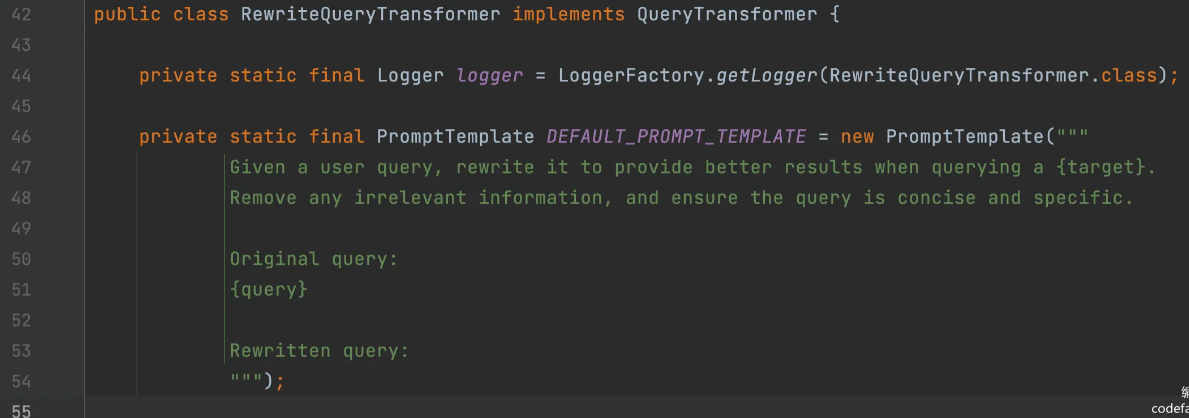 42 public class RewriteQueryTransformer implements QueryTransformer {
43
44 private static final Logger logger = LoggerFactory.getLogger(RewriteQueryTransformer.class);
45
46 private static final PromptTemplate DEFAULT_PROMPT_TEMPLATE = new PromptTemplate("""
47 Given a user query, rewrite it to provide better results when querying a {target}.
48 Remove any irrelevant information, and ensure the query is concise and specific.
49
50 Original query:
51 {query}
52
53 Rewritten query:
54 """);
55
codefa